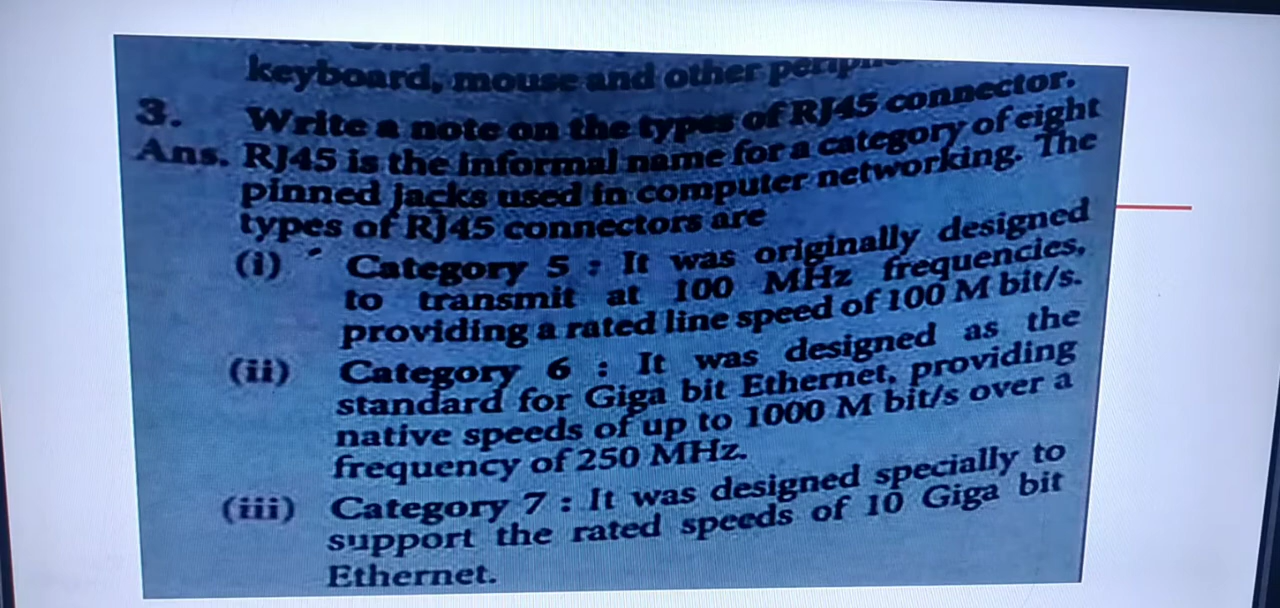 keyboard, mouse and other
3. Write a note on the types of RJ45 connector.
Ans. RJ45 is the informal name for a category of eight
pinned jacks used in computer networking. The
types of RJ45 connectors are
(i) Category 5 : It was originally designed
to transmit at 100 MHz frequencies,
providing a rated line speed of 100 M bit/s.
(ii) Category 6 : It was designed as the
standard for Giga bit Ethernet, providing
native speeds of up to 1000 M bit/s over a
frequency of 250 MHz.
(iii) Category 7 : It was designed specially to
support the rated speeds of 10 Giga bit
Ethernet.